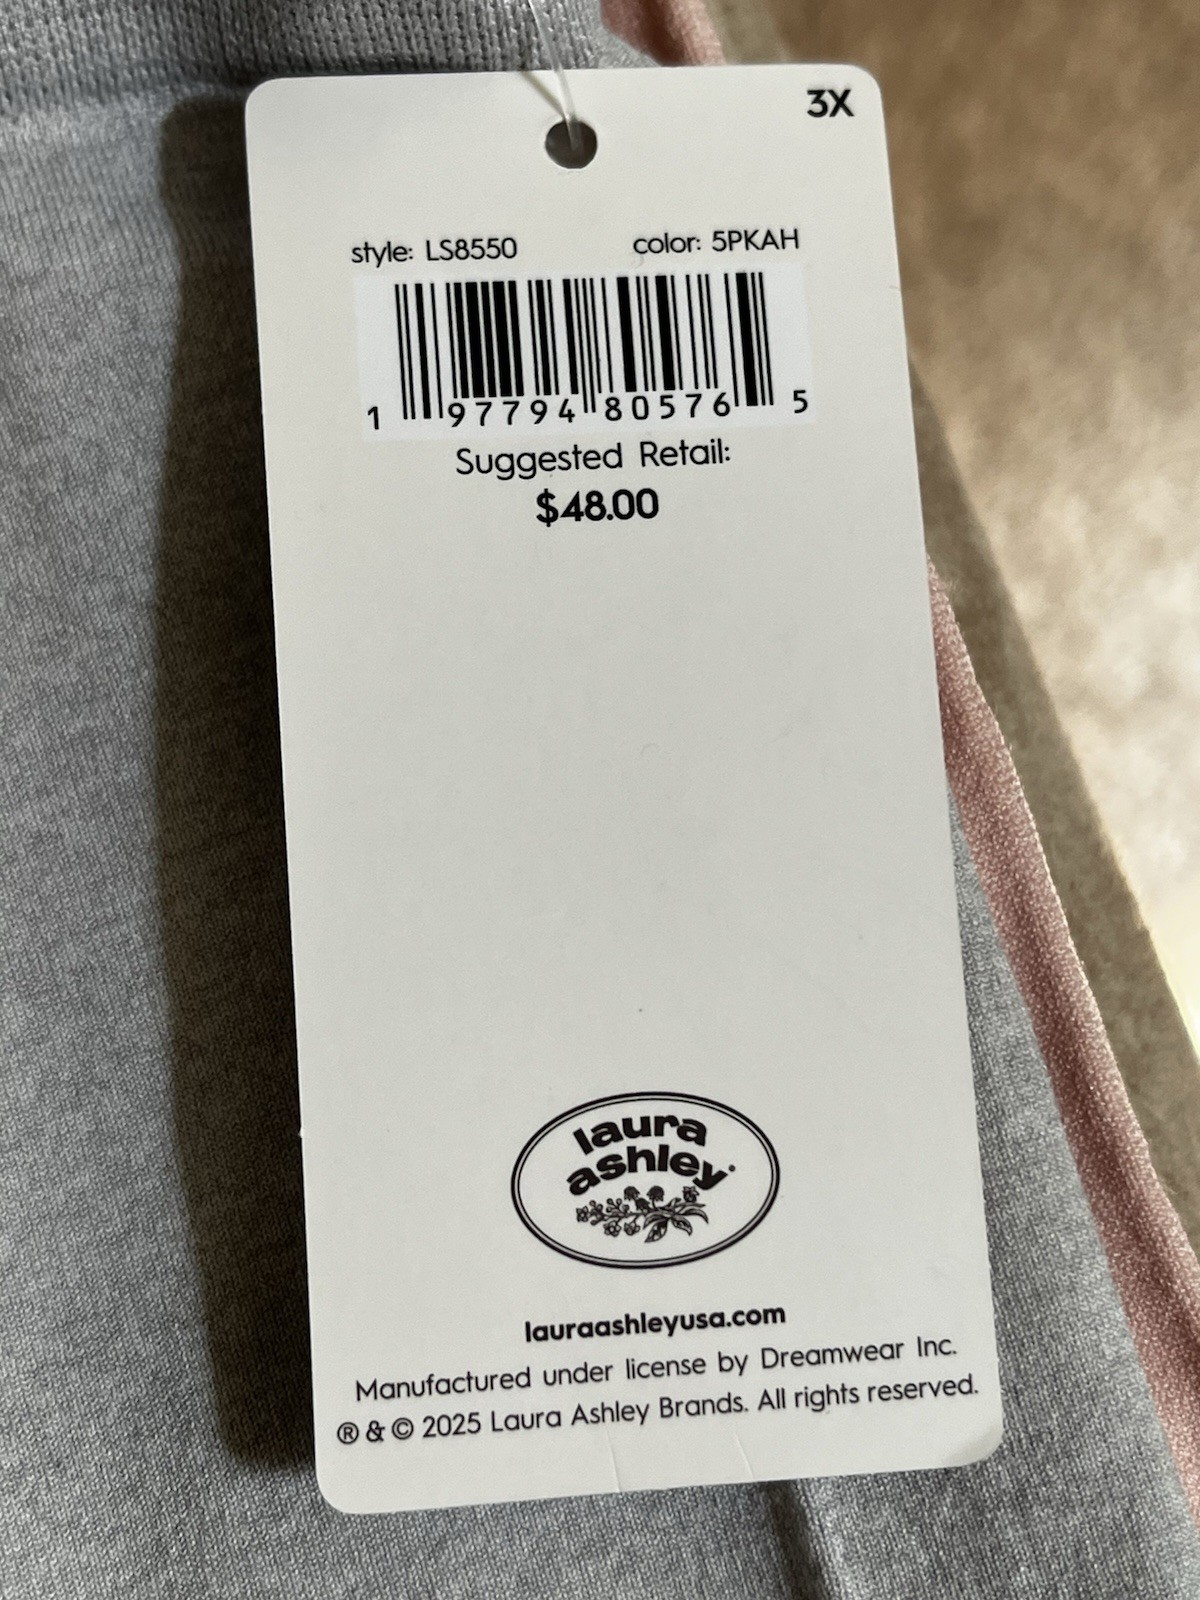 3X
style: LS8550 color: 5PKAH
1 97794 80576 5
Suggested Retail:
$48.00
laura
ashley
lauraashleyusa.com
Manufactured under license by Dreamwear Inc.
® & © 2025 Laura Ashley Brands. All rights reserved.